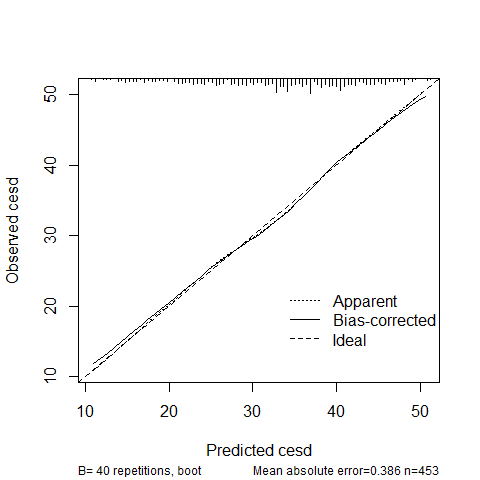 50
40
30
20
10
Observed cesd
Apparent
Bias-corrected
Ideal
10 20 30 40 50
Predicted cesd
B= 40 repetitions, boot Mean absolute error=0.386 n=453